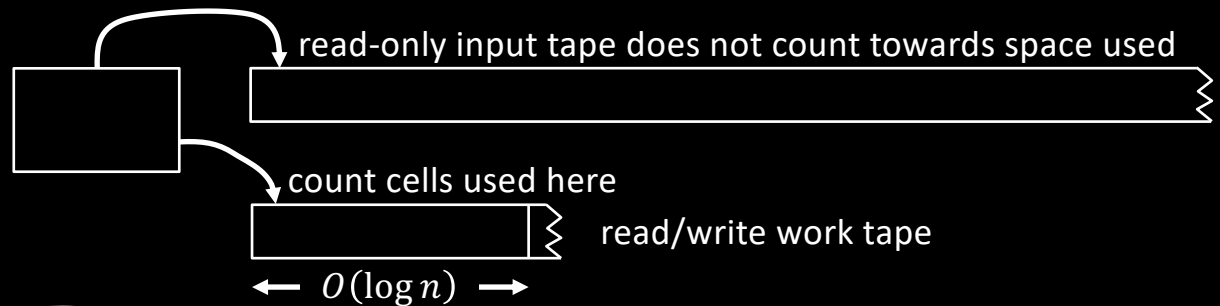 read-only input tape does not count towards space used
count cells used here
read/write work tape
O(log n)